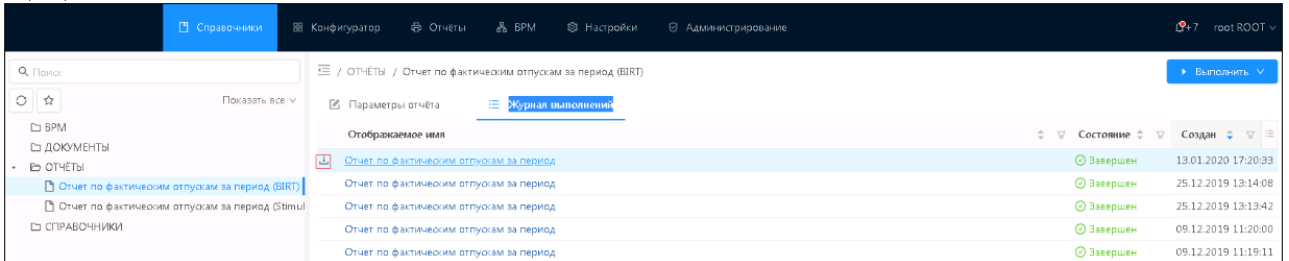 Справочники Конфигуратор Отчёты BPM Настройки Администрирование +7 root ROOT
Поиск
/ ОТЧЁТЫ / Отчет по фактическим отпускам за период (BIRT) Выполнить
Показать все Параметры отчёта Журнал выполнений
BPM
Отображаемое имя Состояние Создан
ДОКУМЕНТЫ
ОТЧЁТЫ
Отчет по фактическим отпускам за период Завершен 13.01.2020 17:20:33
Отчет по фактическим отпускам за период (BIRT)
Отчет по фактическим отпускам за период Завершен 25.12.2019 13:14:08
Отчет по фактическим отпускам за период (Stimul
Отчет по фактическим отпускам за период Завершен 25.12.2019 13:13:42
СПРАВОЧНИКИ
Отчет по фактическим отпускам за период Завершен 09.12.2019 11:20:00
Отчет по фактическим отпускам за период Завершен 09.12.2019 11:19:11